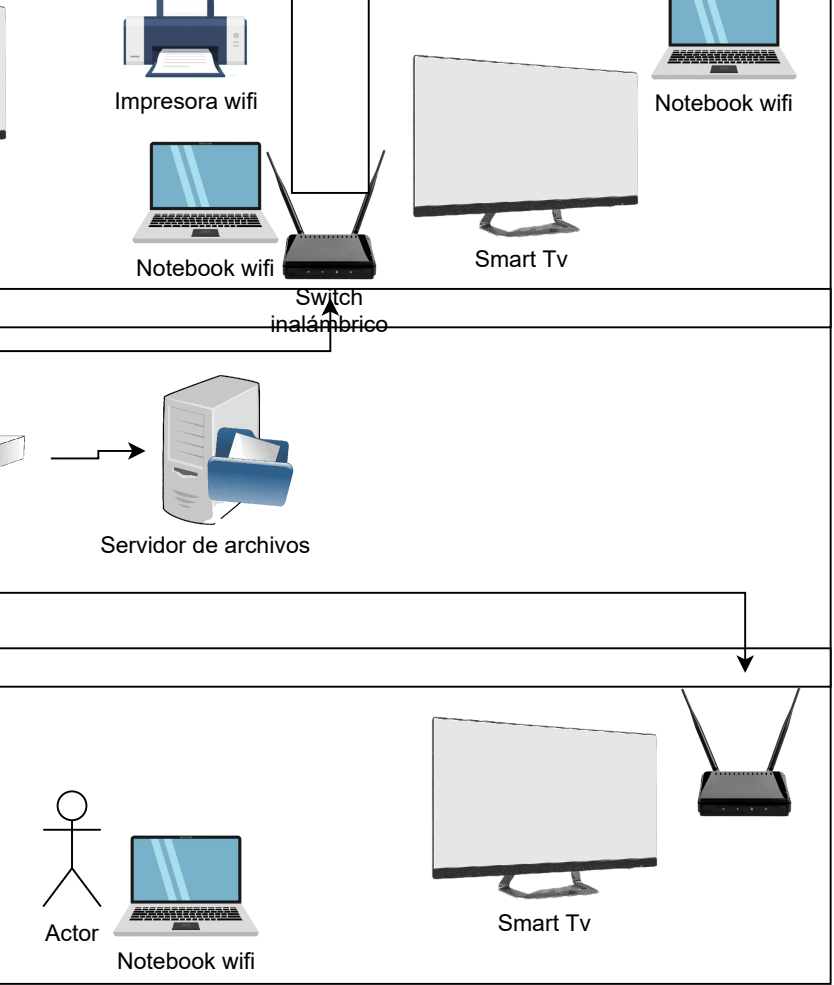 Impresora wifi
Notebook wifi
Notebook wifi
Smart Tv
Switch
inalámbrico
Servidor de archivos
Actor
Notebook wifi
Smart Tv